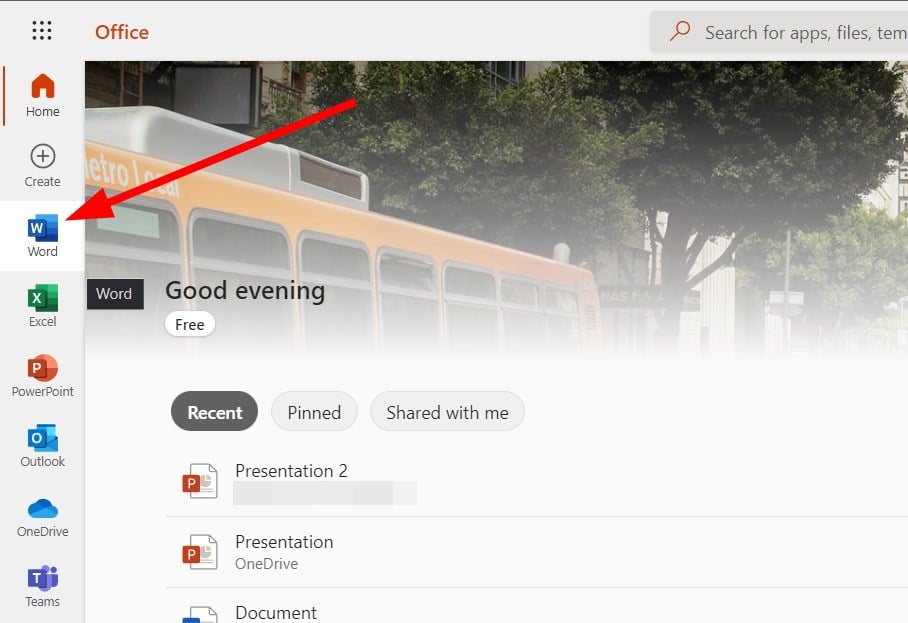 Office
Search for apps, files, tem
Home
Create
Word
Excel
PowerPoint
Outlook
OneDrive
Teams
etro Local
Word
Good evening
Free
Recent
Pinned
Shared with me
Presentation 2
Presentation
OneDrive
Document